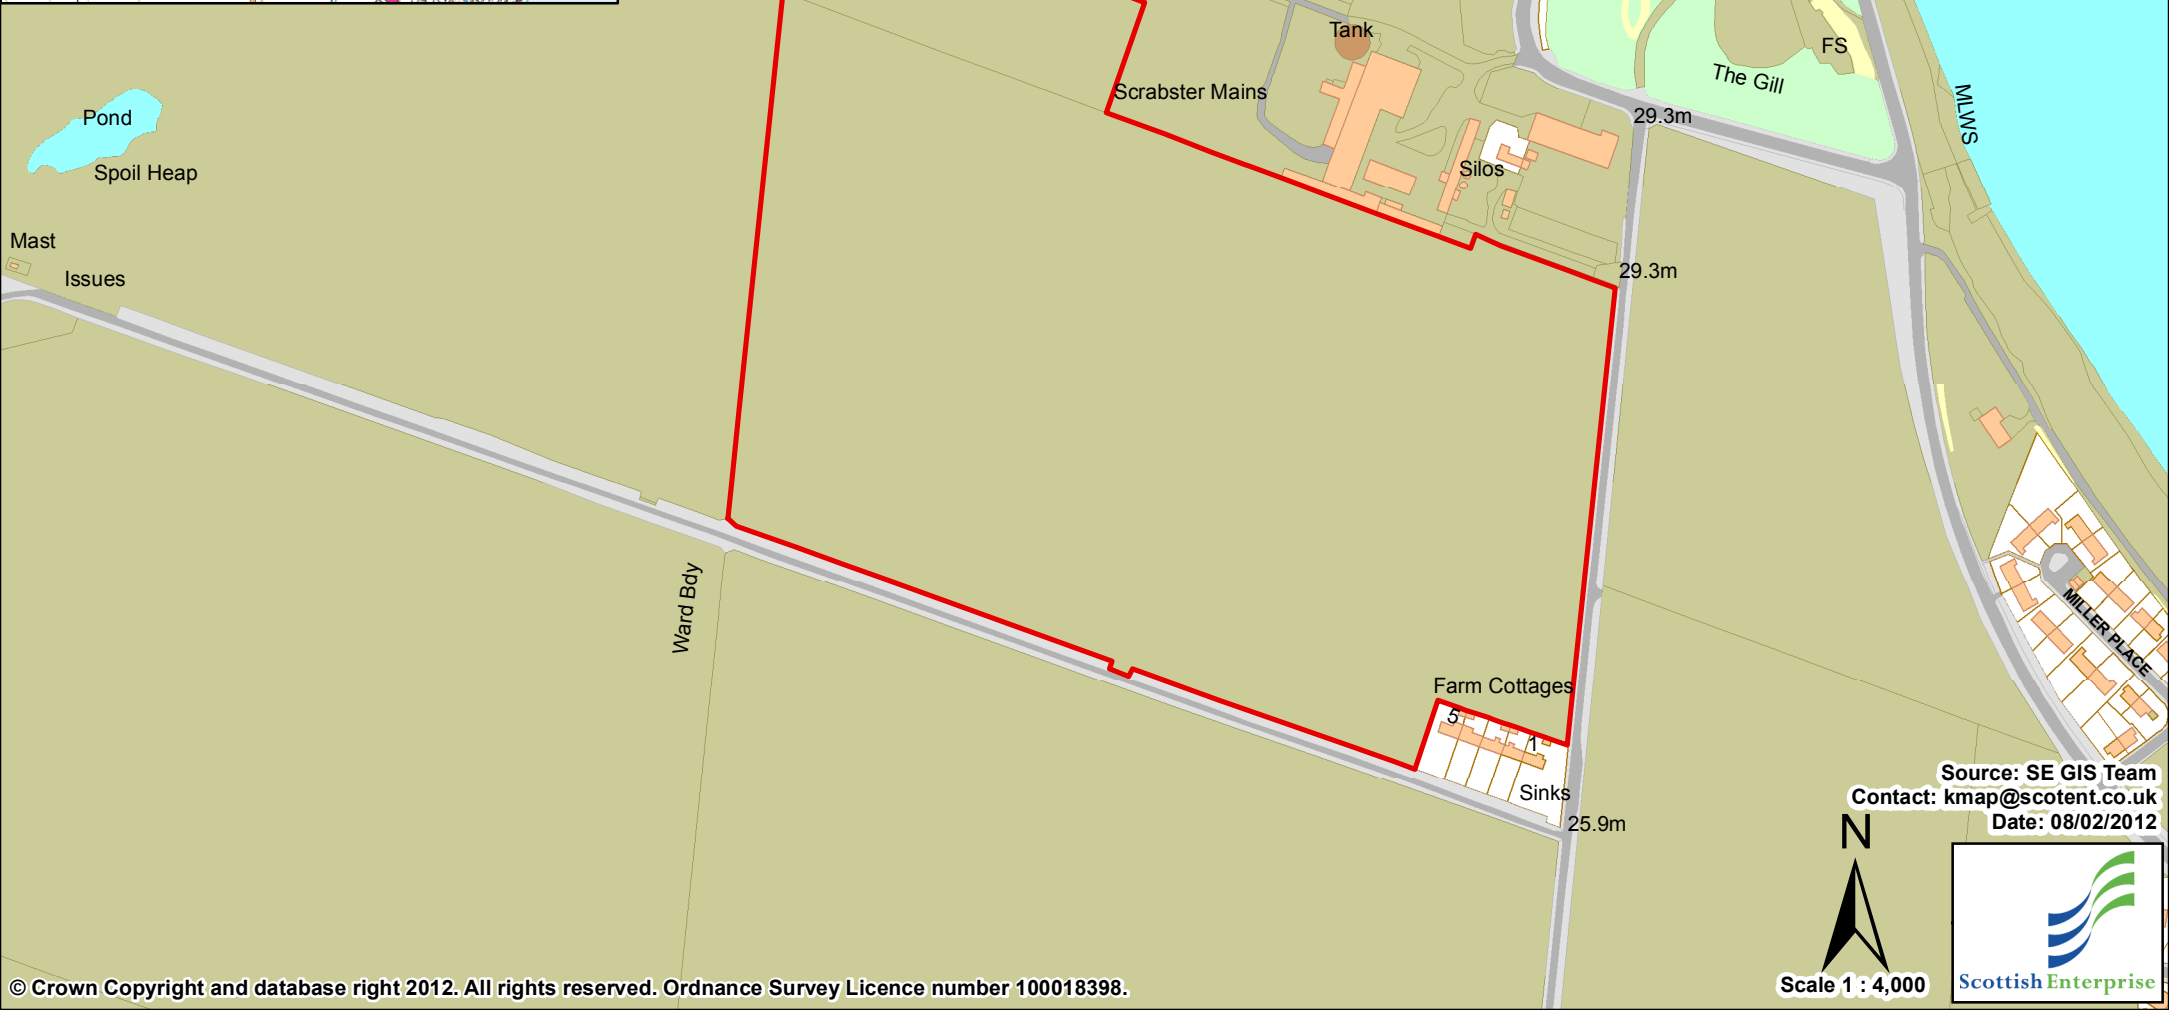 Tank
FS
The Gill
Scrabster Mains
MLWS
Pond
29.3m
Spoil Heap
Silos
Mast
Issues
29.3m
Ward Bdy
MILLER PLACE
Farm Cottages
5
1
Sinks
25.9m
Source: SE GIS Team
Contact: kmap@scotent.co.uk
Date: 08/02/2012
N
Scale 1 : 4,000
Scottish Enterprise
© Crown Copyright and database right 2012. All rights reserved. Ordnance Survey Licence number 100018398.